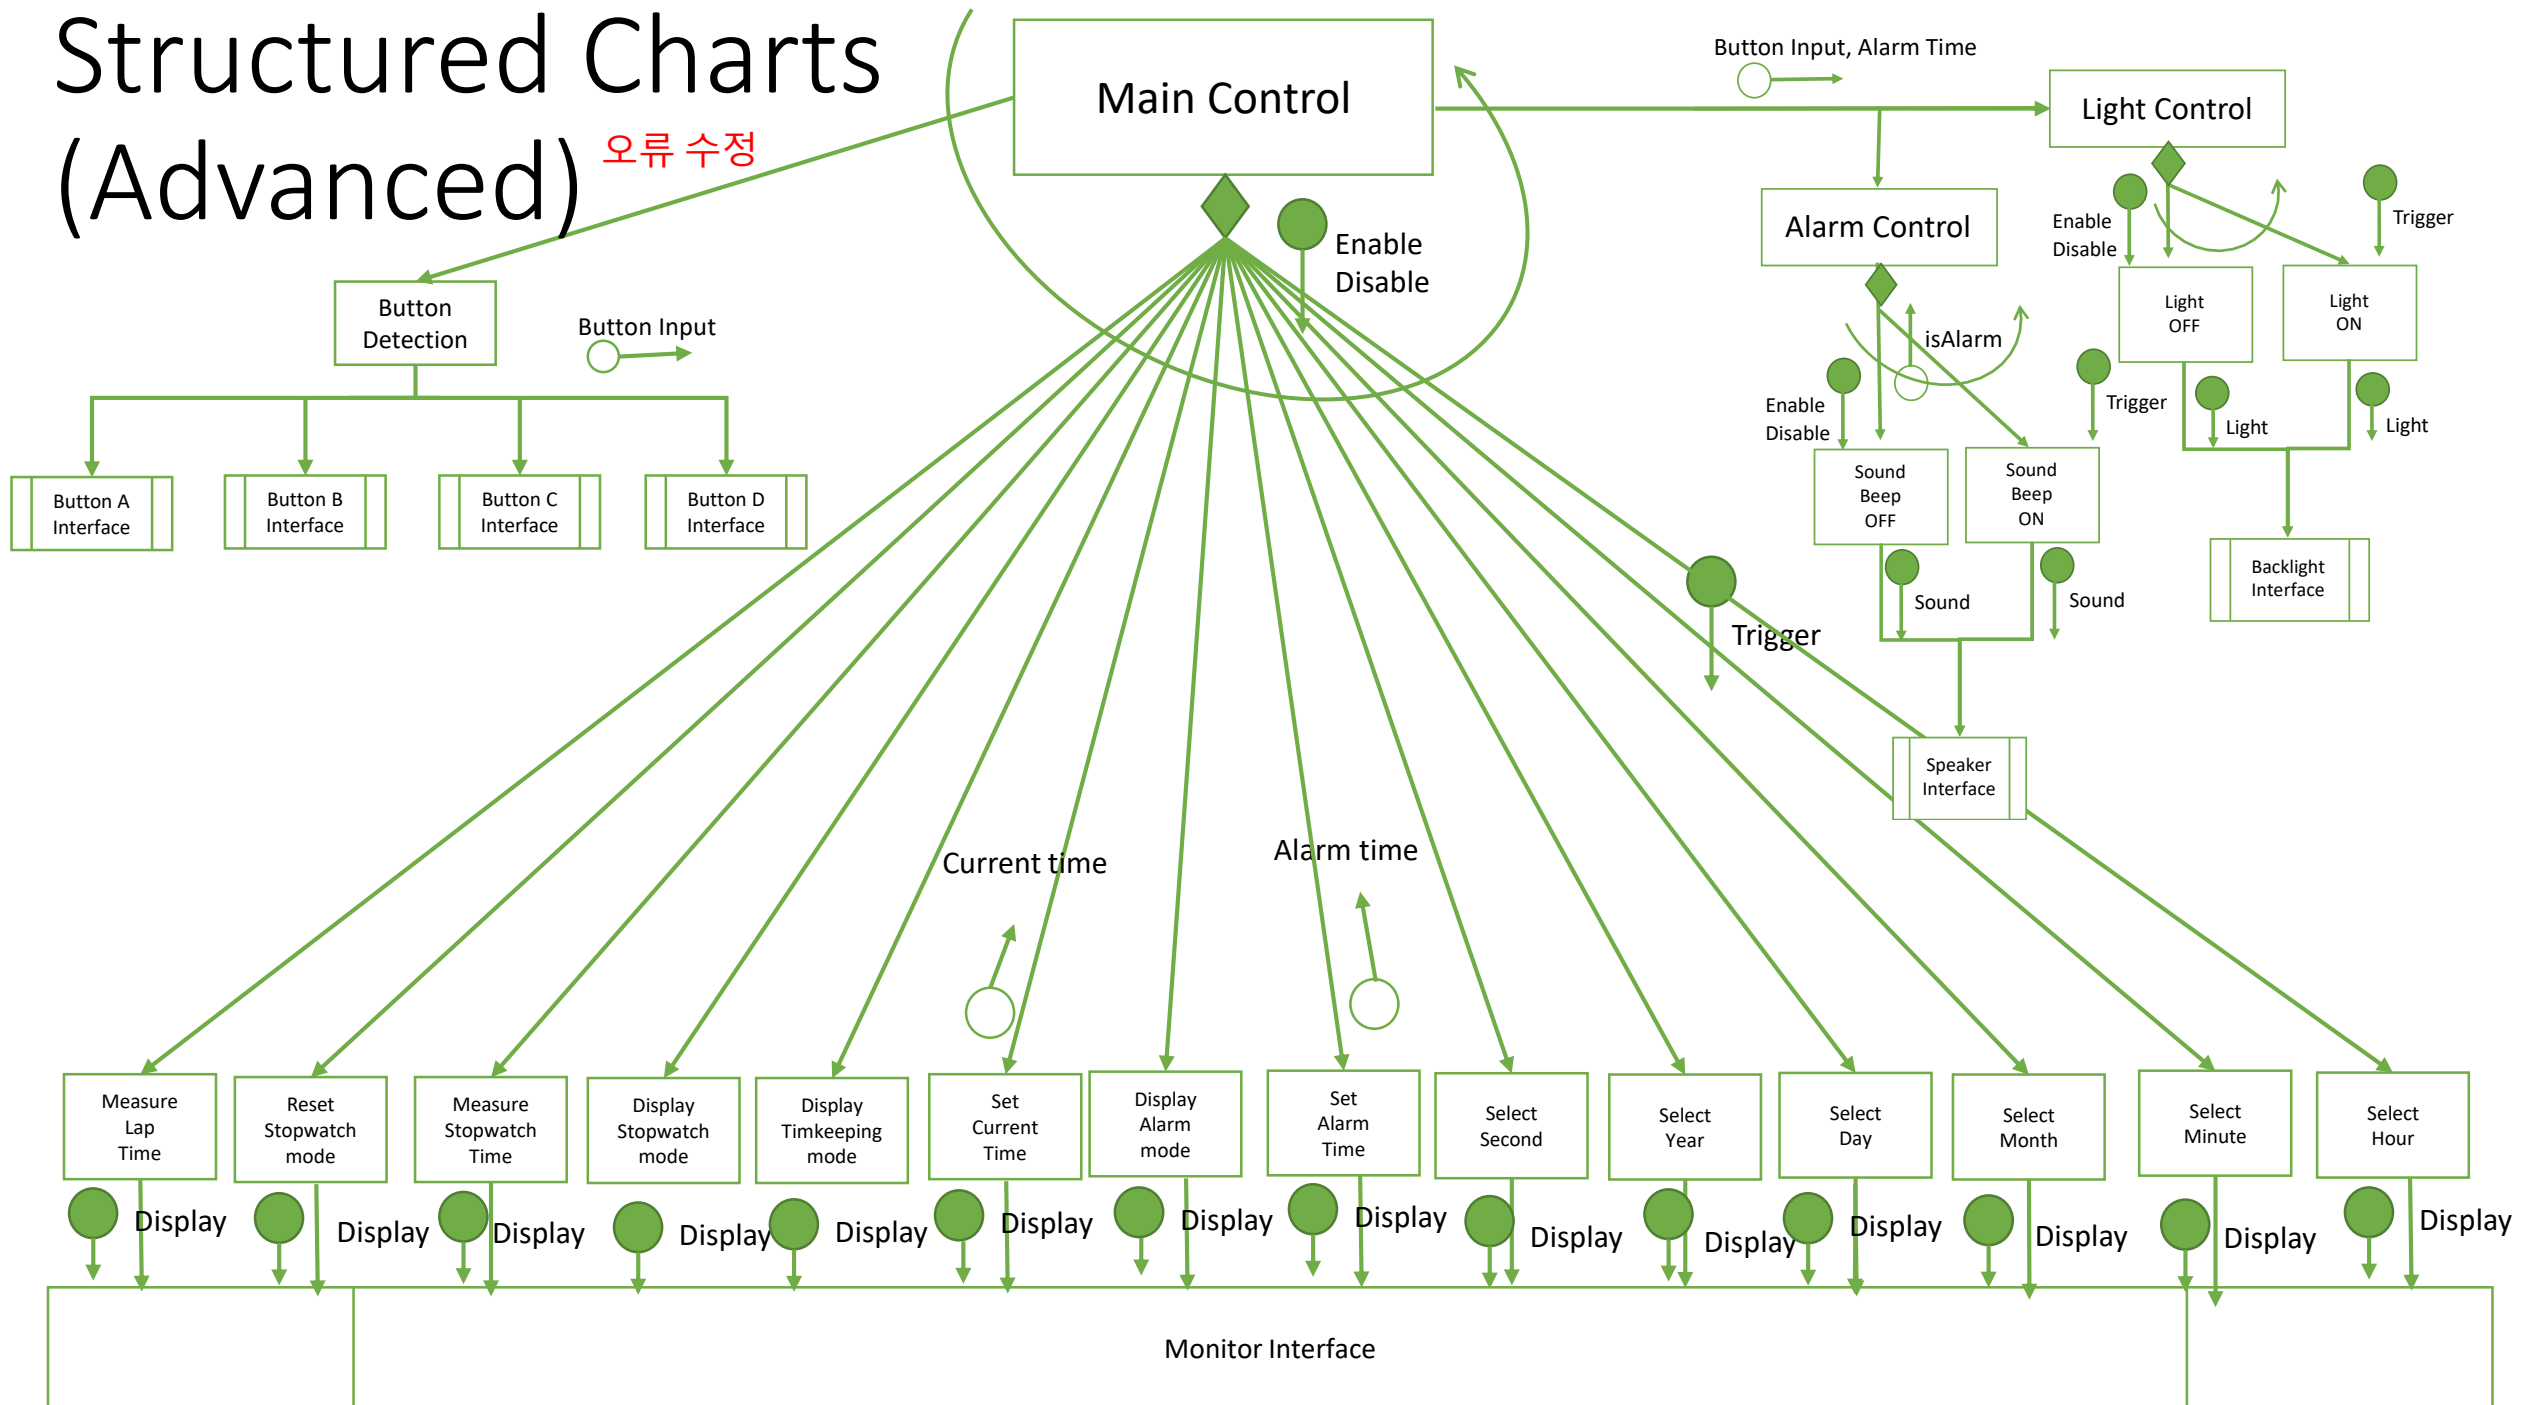 Structured Charts
(Advanced) 오류 수정
Main Control
Button Input, Alarm Time
Light Control
Alarm Control
Enable
Disable
Enable
Disable
Trigger
Button
Detection
Button Input
Light
OFF
Light
ON
isAlarm
Enable
Disable
Trigger
Light
Light
Button A
Interface
Button B
Interface
Button C
Interface
Button D
Interface
Sound
Beep
OFF
Sound
Beep
ON
Backlight
Interface
Sound
Sound
Trigger
Speaker
Interface
Current time
Alarm time
Measure
Lap
Time
Reset
Stopwatch
mode
Measure
Stopwatch
Time
Display
Stopwatch
mode
Display
Timkeeping
mode
Set
Current
Time
Display
Alarm
mode
Set
Alarm
Time
Select
Second
Select
Year
Select
Day
Select
Month
Select
Minute
Select
Hour
Display
Display
Display
Display
Display
Display
Display
Display
Display
Display
Display
Display
Display
Display
Monitor Interface